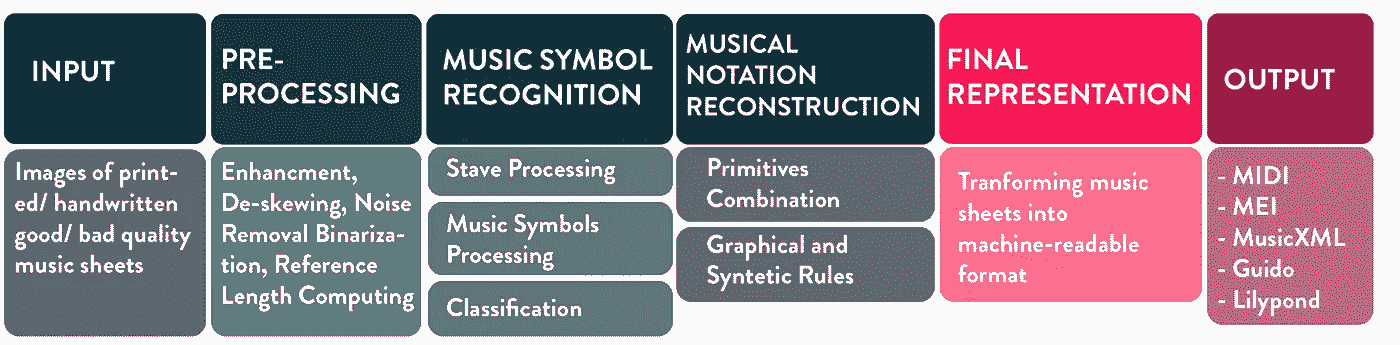 INPUT
Images of print-
ed/ handwritten
good/ bad quality
music sheets
PRE-
PROCESSING
Enhancment,
De-skewing, Noise
Removal Binariza-
tion, Reference
Length Computing
MUSIC SYMBOL
RECOGNITION
Stave Processing
Music Symbols
Processing
Classification
MUSICAL
NOTATION
RECONSTRUCTION
Primitives
Combination
Graphical and
Syntetic Rules
FINAL
REPRESENTATION
Tranforming music
sheets into
machine-readable
format
OUTPUT
- MIDI
- MEI
- MusicXML
- Guido
- Lilypond